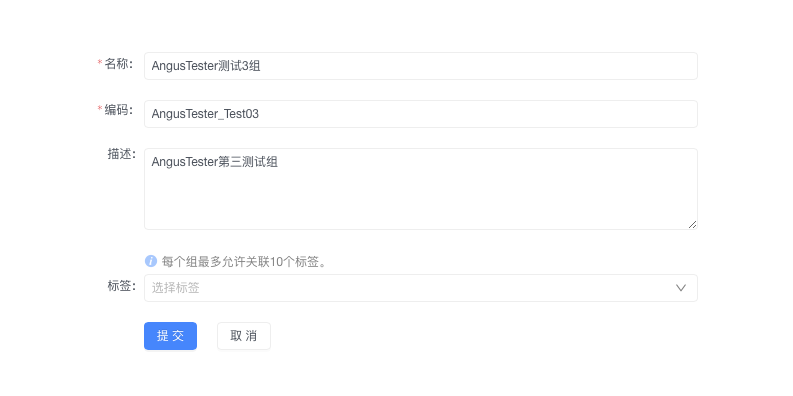 *名称： AngusTester测试3组
*编码： AngusTester_Test03
描述： AngusTester第三测试组
每个组最多允许关联10个标签。
标签： 选择标签
提 交 取 消